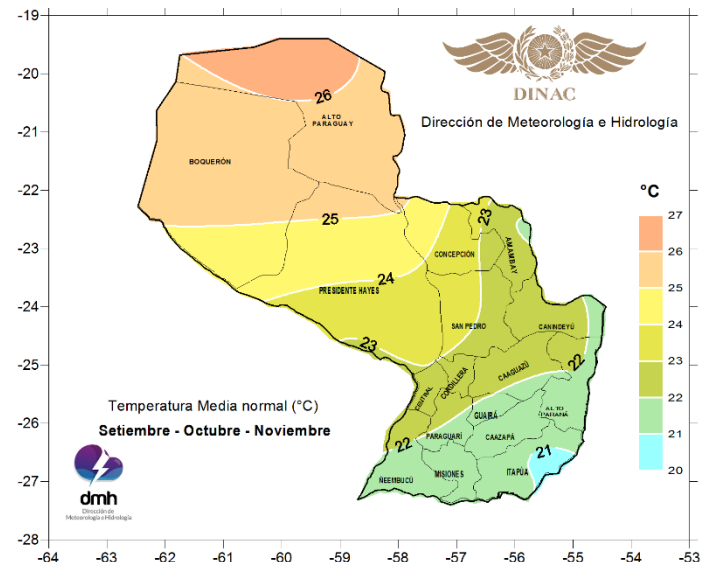 -19
-20
-21
-22
-23
-24
-25
-26
-27
-28
-64
-63
-62
-61
-60
-59
-58
-57
-56
-55
-54
-53
DINAC
Dirección de Meteorología e Hidrología
°C
27
26
25
24
23
22
21
20
26
ALTO
PARAGUAY
BOQUERÓN
25
23
CONCEPCIÓN
AMAMBAY
24
PRESIDENTE HAYES
SAN PEDRO
CANINDEYÚ
23
22
CAAGUAZÚ
CORDILLERA
CENTRAL
GUAIRÁ
ALTO
PARANÁ
22
PARAGUARÍ
CAAZAPÁ
21
ÑEEMBUCÚ
MISIONES
ITAPÚA
Temperatura Media normal (°C)
Setiembre - Octubre - Noviembre
dmh
Dirección de
Meteorología e Hidrología